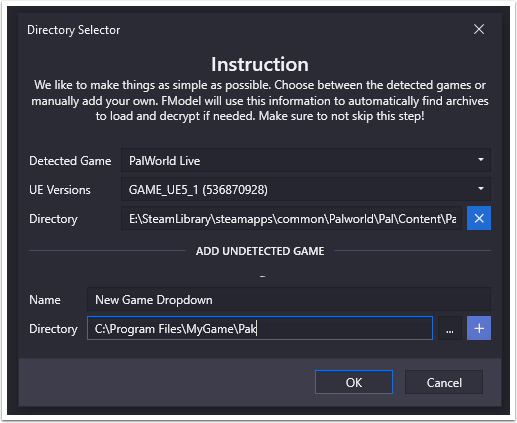 Directory Selector
Instruction
We like to make things as simple as possible. Choose between the detected games or
manually add your own. FModel will use this information to automatically find archives
to load and decrypt if needed. Make sure to not skip this step!
Detected Game PalWorld Live
UE Versions GAME_UE5_1 (536870928)
Directory E:\SteamLibrary\steamapps\common\Palworld\Pal\Content\Pa
ADD UNDETECTED GAME
Name New Game Dropdown
Directory C:\Program Files\MyGame\Pak ... +
OK Cancel